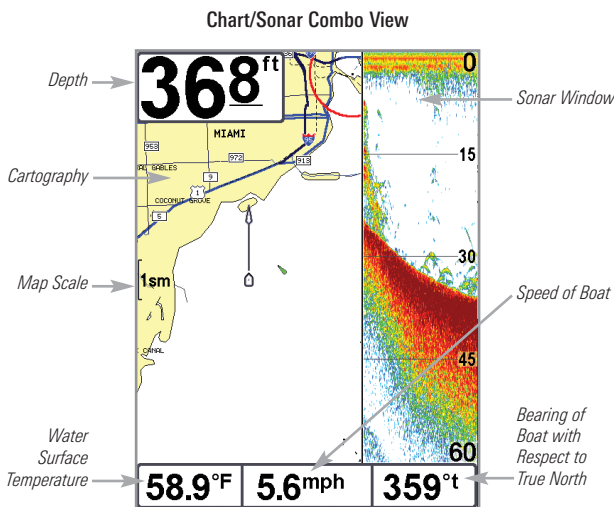 Chart/Sonar Combo View
Depth
368 ft
0
Sonar Window
MIAMI
953
972
913
15
Cartography
AL GABLES
9
1
COCONUT GROVE
5
30
Map Scale
1sm
Speed of Boat
CANAL
45
Water
Surface
Temperature
60
Bearing of
Boat with
Respect to
True North
58.9°F
5.6mph
359°t